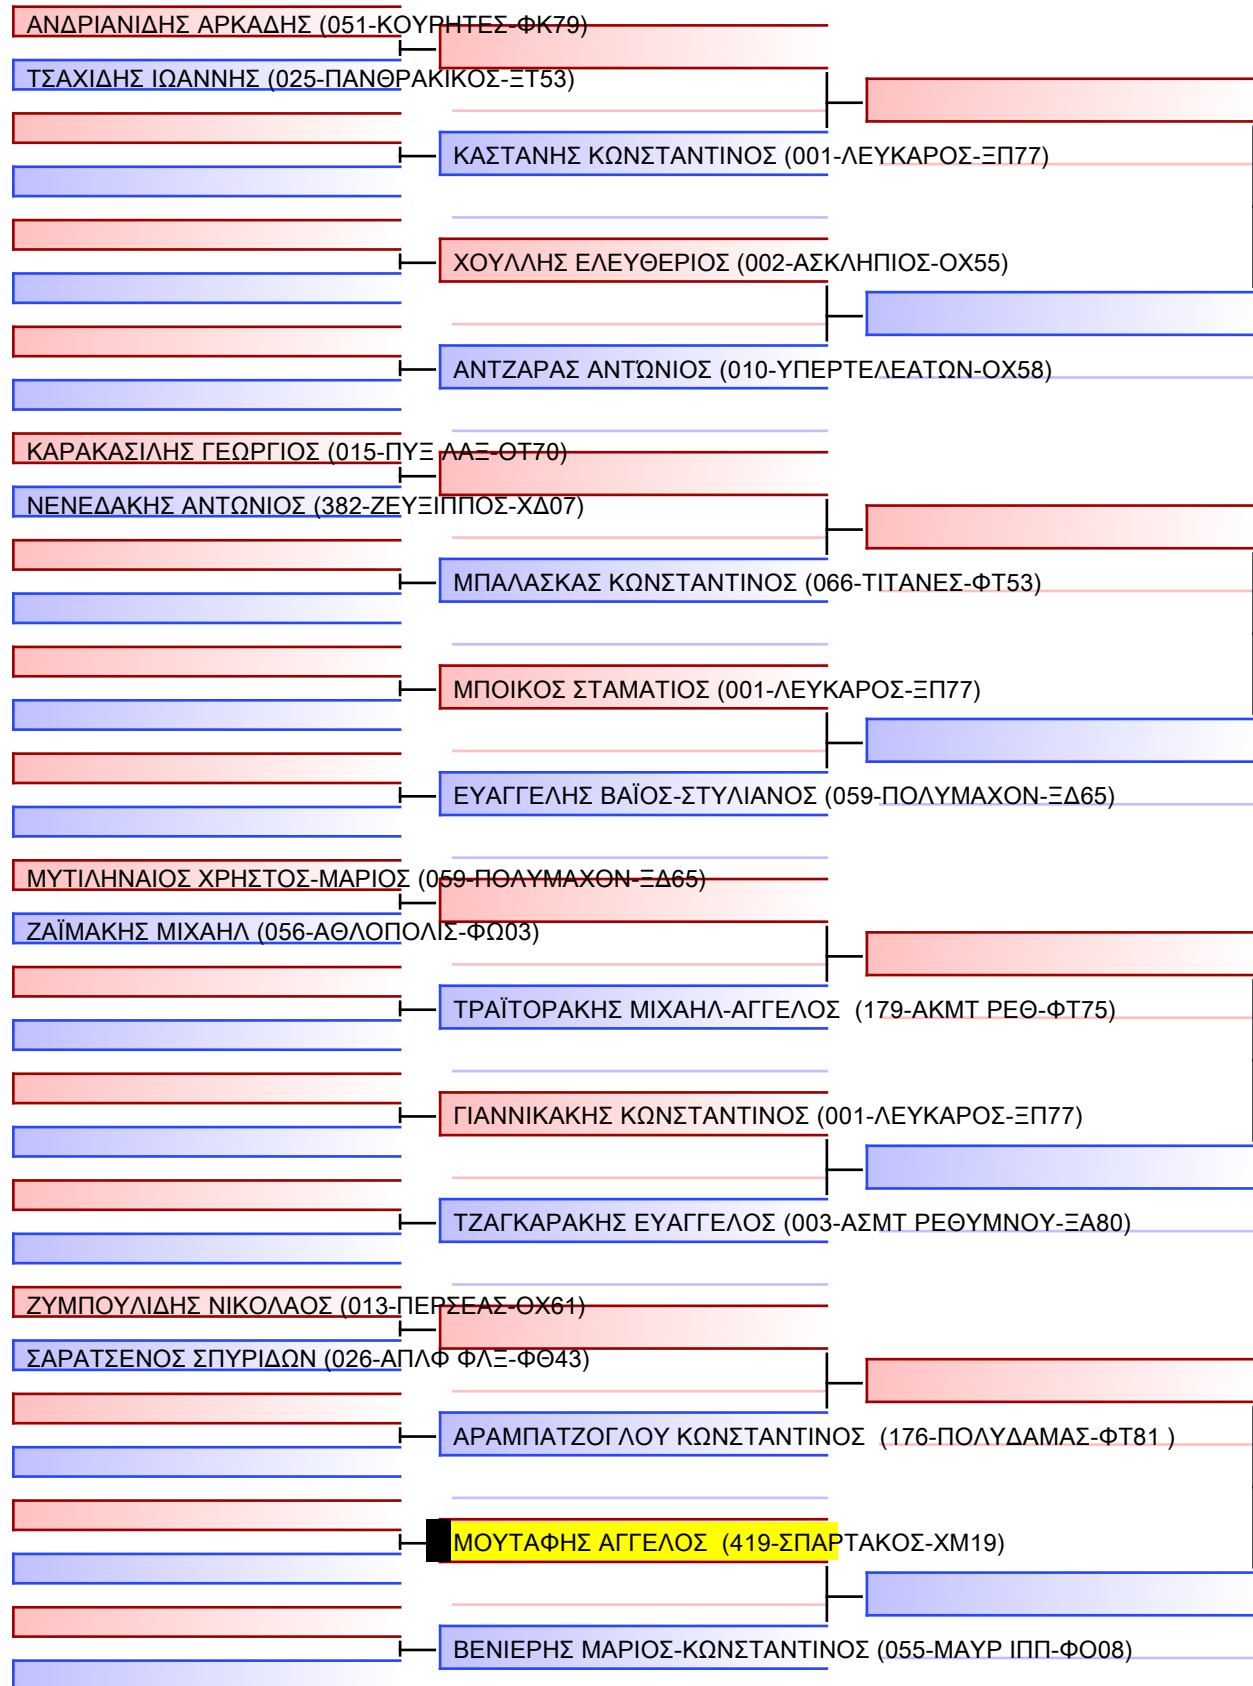 ΑΝΔΡΙΑΝΙΔΗΣ ΑΡΚΑΔΗΣ (051-ΚΟΥΡΗΤΕΣ-ΦΚ79)
ΤΣΑΧΙΔΗΣ ΙΩΑΝΝΗΣ (025-ΠΑΝΘΡΑΚΙΚΟΣ-ΞΤ53)
ΚΑΣΤΑΝΗΣ ΚΩΝΣΤΑΝΤΙΝΟΣ (001-ΛΕΥΚΑΡΟΣ-ΞΠ77)
ΧΟΥΛΛΗΣ ΕΛΕΥΘΕΡΙΟΣ (002-ΑΣΚΛΗΠΙΟΣ-ΟΧ55)
ΑΝΤΖΑΡΑΣ ΑΝΤΏΝΙΟΣ (010-ΥΠΕΡΤΕΛΕΑΤΩΝ-ΟΧ58)
ΚΑΡΑΚΑΣΙΛΗΣ ΓΕΩΡΓΙΟΣ (015-ΠΥΞ ΛΑΞ-ΟΤ70)
ΝΕΝΕΔΑΚΗΣ ΑΝΤΩΝΙΟΣ (382-ΖΕΥΞΙΠΠΟΣ-ΧΔ07)
ΜΠΑΛΑΣΚΑΣ ΚΩΝΣΤΑΝΤΙΝΟΣ (066-ΤΙΤΑΝΕΣ-ΦΤ53)
ΜΠΟΙΚΟΣ ΣΤΑΜΑΤΙΟΣ (001-ΛΕΥΚΑΡΟΣ-ΞΠ77)
ΕΥΑΓΓΕΛΗΣ ΒΑΪΟΣ-ΣΤΥΛΙΑΝΟΣ (059-ΠΟΛΥΜΑΧΟΝ-ΞΔ65)
ΜΥΤΙΛΗΝΑΙΟΣ ΧΡΗΣΤΟΣ-ΜΑΡΙΟΣ (059-ΠΟΛΥΜΑΧΟΝ-ΞΔ65)
ΖΑΪΜΑΚΗΣ ΜΙΧΑΗΛ (056-ΑΘΛΟΠΟΛΙΣ-ΦΩ03)
ΤΡΑΪΤΟΡΑΚΗΣ ΜΙΧΑΗΛ-ΑΓΓΕΛΟΣ (179-ΑΚΜΤ ΡΕΘ-ΦΤ75)
ΓΙΑΝΝΙΚΑΚΗΣ ΚΩΝΣΤΑΝΤΙΝΟΣ (001-ΛΕΥΚΑΡΟΣ-ΞΠ77)
ΤΖΑΓΚΑΡΑΚΗΣ ΕΥΑΓΓΕΛΟΣ (003-ΑΣΜΤ ΡΕΘΥΜΝΟΥ-ΞΑ80)
ΖΥΜΠΟΥΛΙΔΗΣ ΝΙΚΟΛΑΟΣ (013-ΠΕΡΣΕΑΣ-ΟΧ61)
ΣΑΡΑΤΣΕΝΟΣ ΣΠΥΡΙΔΩΝ (026-ΑΠΛΦ ΦΛΞ-ΦΘ43)
ΑΡΑΜΠΑΤΖΟΓΛΟΥ ΚΩΝΣΤΑΝΤΙΝΟΣ (176-ΠΟΛΥΔΑΜΑΣ-ΦΤ81 )
ΜΟΥΤΑΦΗΣ ΑΓΓΕΛΟΣ (419-ΣΠΑΡΤΑΚΟΣ-ΧΜ19)
ΒΕΝΙΕΡΗΣ ΜΑΡΙΟΣ-ΚΩΝΣΤΑΝΤΙΝΟΣ (055-ΜΑΥΡ ΙΠΠ-ΦΟ08)